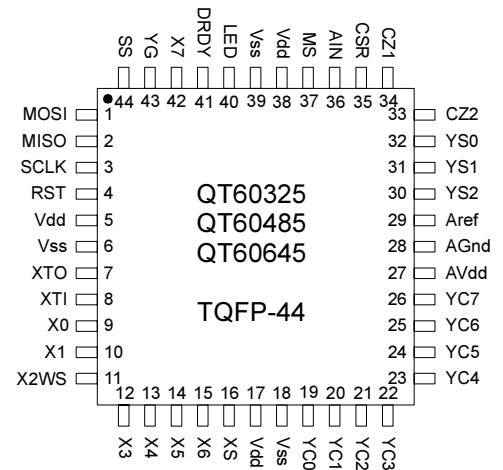 SS YG X7 DRDY LED Vss Vdd MS AIN CSR CZ1
44 43 42 41 40 39 38 37 36 35 34
MOSI 1
MISO 2
SCLK 3
RST 4
Vdd 5
Vss 6
XTO 7
XTI 8
X0 9
X1 10
X2WS 11
QT60325
QT60485
QT60645
TQFP-44
33 CZ2
32 YS0
31 YS1
30 YS2
29 Aref
28 AGnd
27 AVdd
26 YC7
25 YC6
24 YC5
23 YC4
12 13 14 15 16 17 18 19 20 21 22
X3 X4 X5 X6 XS Vdd Vss YC0 YC1 YC2 YC3